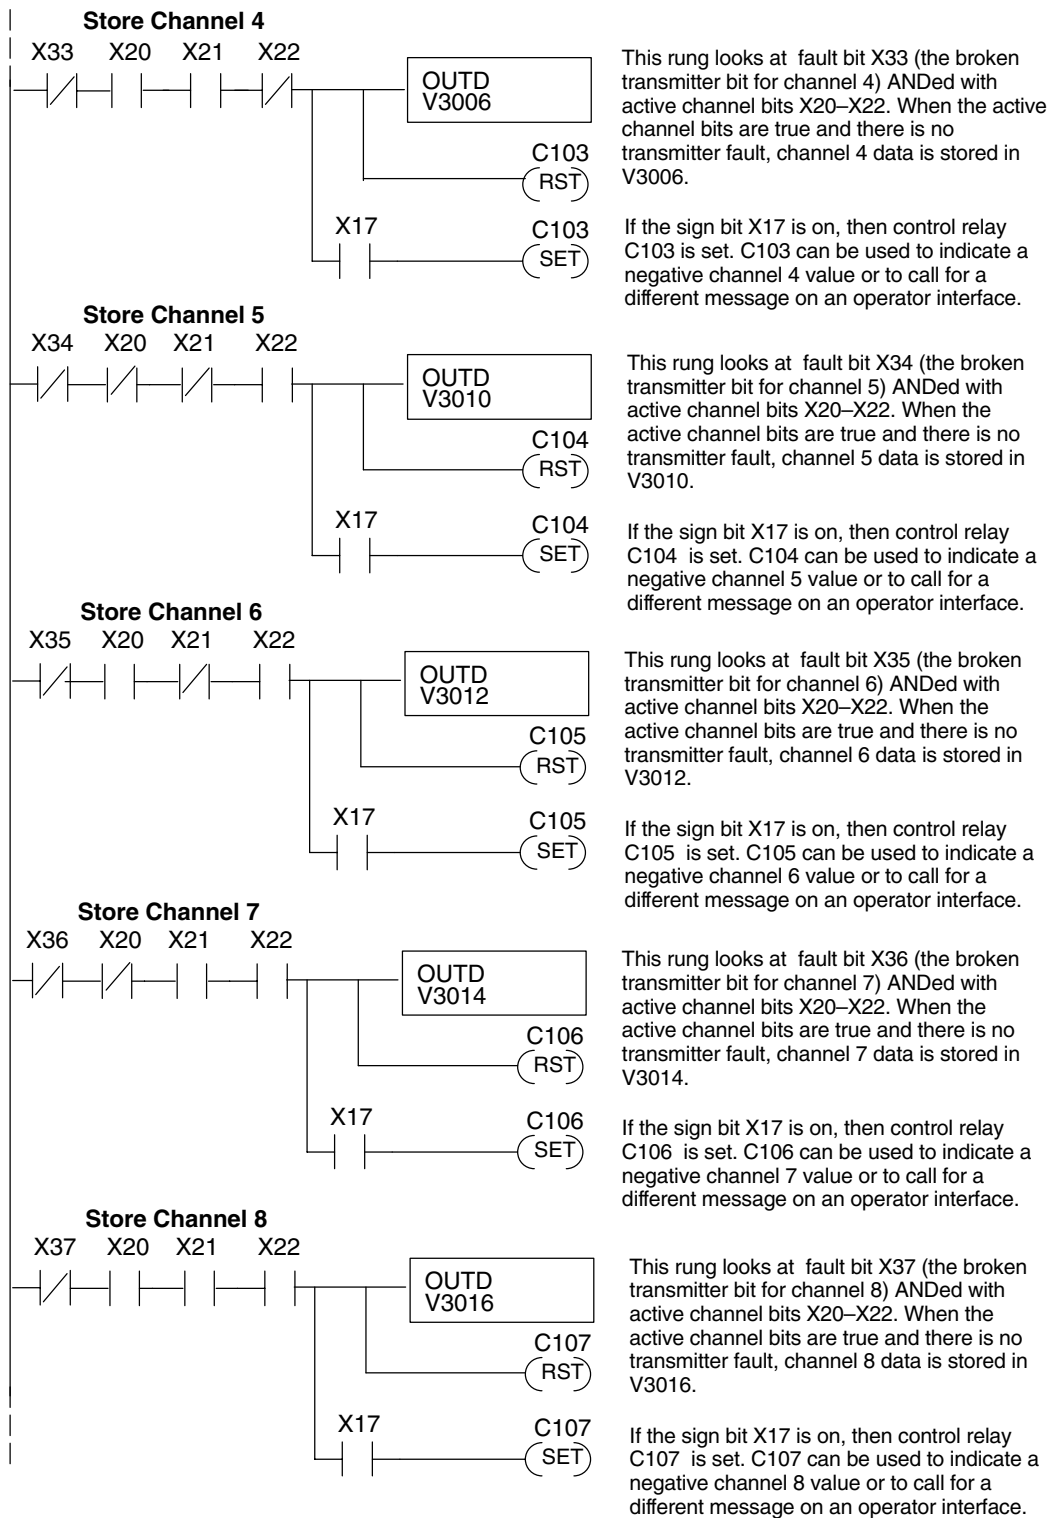 Store Channel 4
X33 X20 X21 X22
OUTD
V3006
C103
RST
X17 C103
SET
This rung looks at fault bit X33 (the broken
transmitter bit for channel 4) ANDed with
active channel bits X20–X22. When the active
channel bits are true and there is no
transmitter fault, channel 4 data is stored in
V3006.
If the sign bit X17 is on, then control relay
C103 is set. C103 can be used to indicate a
negative channel 4 value or to call for a
different message on an operator interface.
Store Channel 5
X34 X20 X21 X22
OUTD
V3010
C104
RST
X17 C104
SET
This rung looks at fault bit X34 (the broken
transmitter bit for channel 5) ANDed with
active channel bits X20–X22. When the
active channel bits are true and there is no
transmitter fault, channel 5 data is stored in
V3010.
If the sign bit X17 is on, then control relay
C104 is set. C104 can be used to indicate a
negative channel 5 value or to call for a
different message on an operator interface.
Store Channel 6
X35 X20 X21 X22
OUTD
V3012
C105
RST
X17 C105
SET
This rung looks at fault bit X35 (the broken
transmitter bit for channel 6) ANDed with
active channel bits X20–X22. When the
active channel bits are true and there is no
transmitter fault, channel 6 data is stored in
V3012.
If the sign bit X17 is on, then control relay
C105 is set. C105 can be used to indicate a
negative channel 6 value or to call for a
different message on an operator interface.
Store Channel 7
X36 X20 X21 X22
OUTD
V3014
C106
RST
X17 C106
SET
This rung looks at fault bit X36 (the broken
transmitter bit for channel 7) ANDed with
active channel bits X20–X22. When the
active channel bits are true and there is no
transmitter fault, channel 7 data is stored in
V3014.
If the sign bit X17 is on, then control relay
C106 is set. C106 can be used to indicate a
negative channel 7 value or to call for a
different message on an operator interface.
Store Channel 8
X37 X20 X21 X22
OUTD
V3016
C107
RST
X17 C107
SET
This rung looks at fault bit X37 (the broken
transmitter bit for channel 8) ANDed with
active channel bits X20–X22. When the
active channel bits are true and there is no
transmitter fault, channel 8 data is stored in
V3016.
If the sign bit X17 is on, then control relay
C107 is set. C107 can be used to indicate a
negative channel 8 value or to call for a
different message on an operator interface.